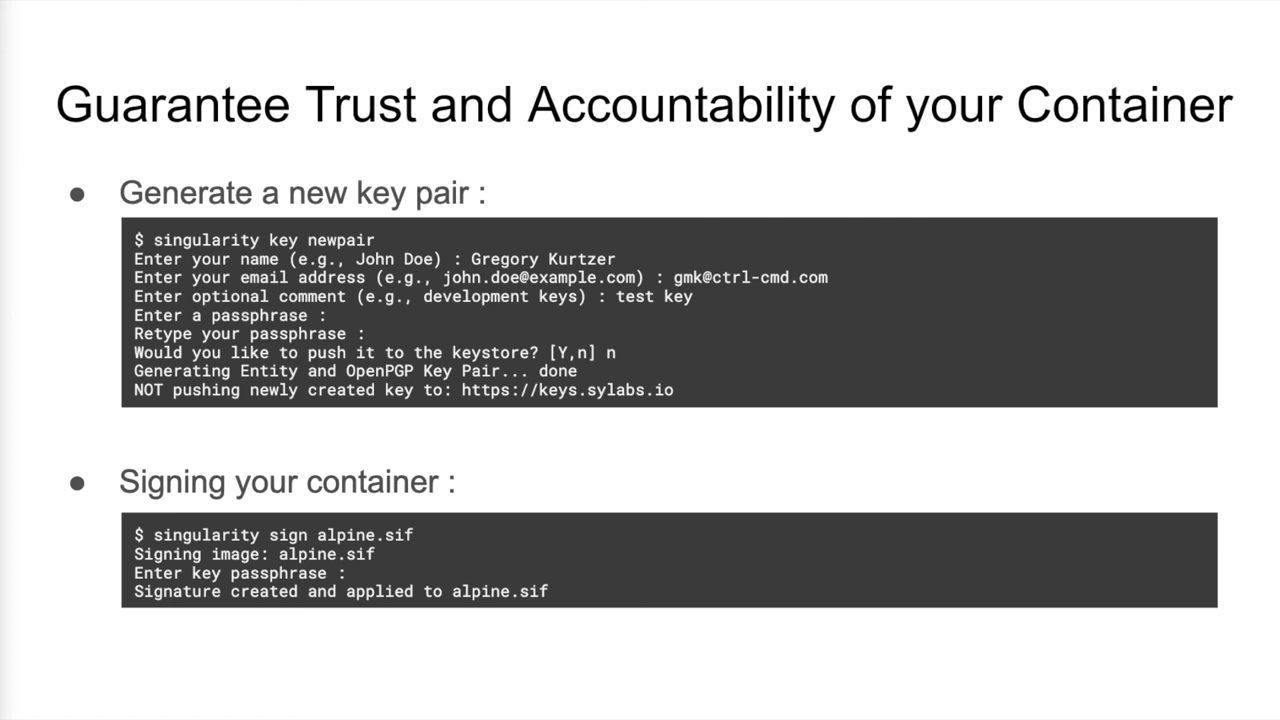 Guarantee Trust and Accountability of your Container
● Generate a new key pair :
$ singularity key newpair
Enter your name (e.g., John Doe) : Gregory Kurtzer
Enter your email address (e.g., john.doe@example.com) : gmk@ctrl-cmd.com
Enter optional comment (e.g., development keys) : test key
Enter a passphrase :
Retype your passphrase :
Would you like to push it to the keystore? [Y,n] n
Generating Entity and OpenPGP Key Pair... done
NOT pushing newly created key to: https://keys.sylabs.io
● Signing your container :
$ singularity sign alpine.sif
Signing image: alpine.sif
Enter key passphrase :
Signature created and applied to alpine.sif